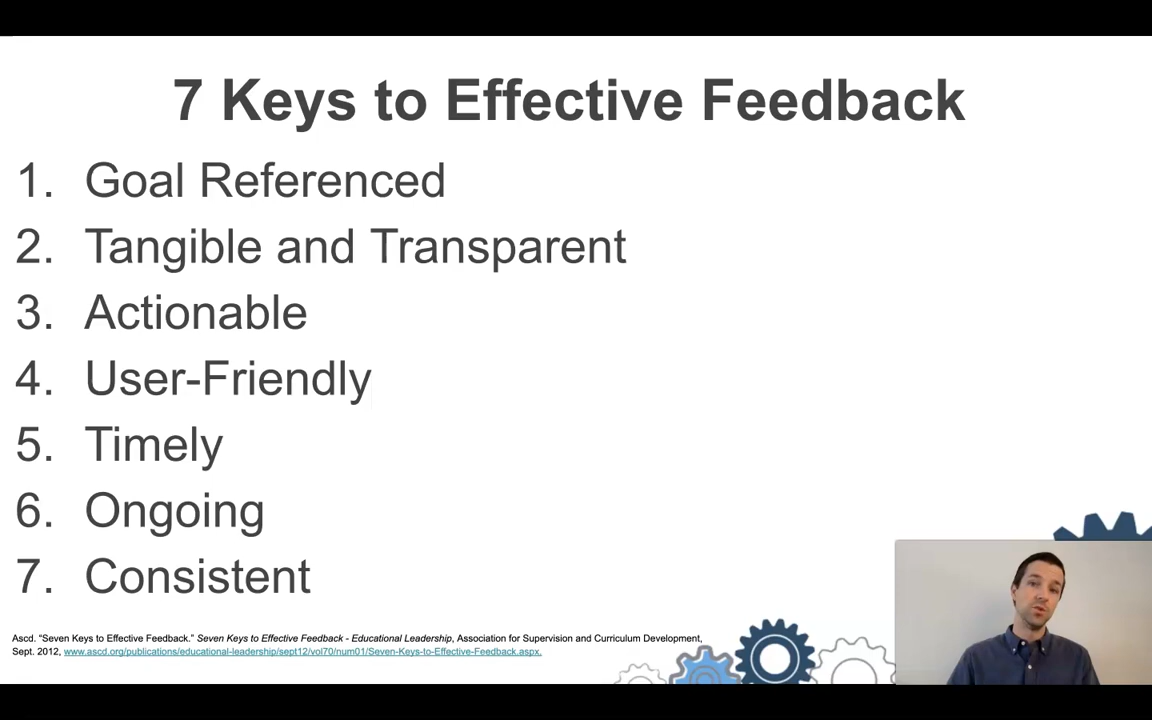 7 Keys to Effective Feedback
1. Goal Referenced
2. Tangible and Transparent
3. Actionable
4. User-Friendly
5. Timely
6. Ongoing
7. Consistent
Ascd. "Seven Keys to Effective Feedback." Seven Keys to Effective Feedback - Educational Leadership, Association for Supervision and Curriculum Development,
Sept. 2012, www.ascd.org/publications/educational-leadership/sept12/vol70/num01/Seven-Keys-to-Effective-Feedback.aspx.